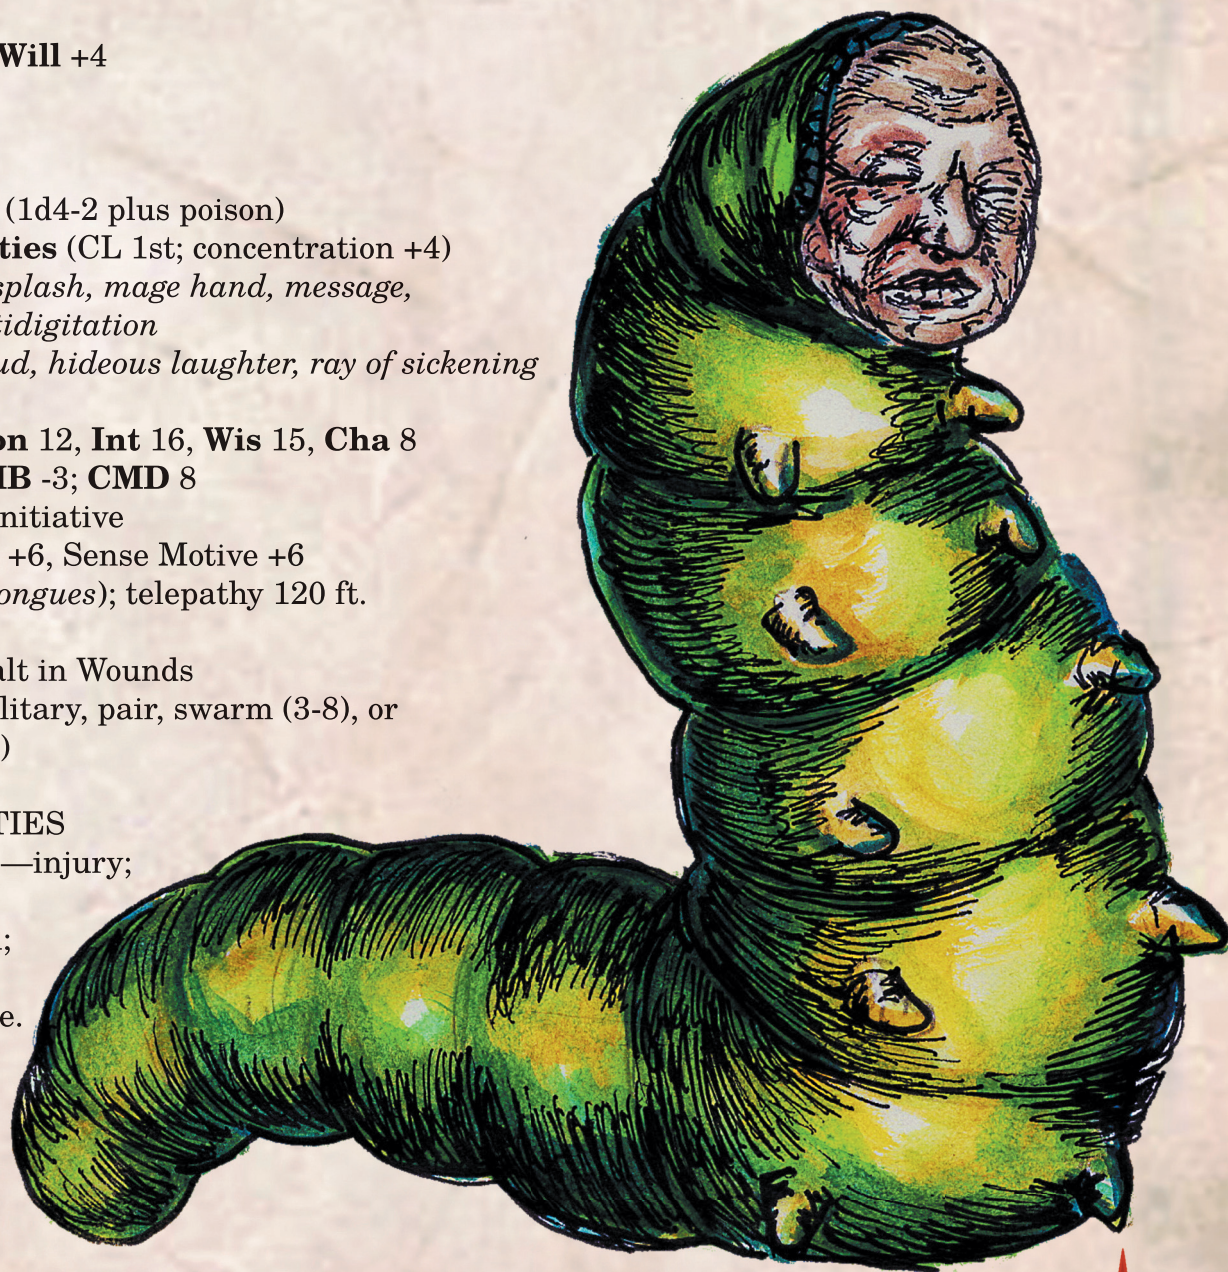 Will +4
(1d4-2 plus poison)
ties (CL 1st; concentration +4)
splash, mage hand, message,
tidigitation
ud, hideous laughter, ray of sickening
on 12, Int 16, Wis 15, Cha 8
MB -3; CMD 8
nitiative
+6, Sense Motive +6
ongues); telepathy 120 ft.
alt in Wounds
litary, pair, swarm (3-8), or
)
TIES
—injury;
;
e.